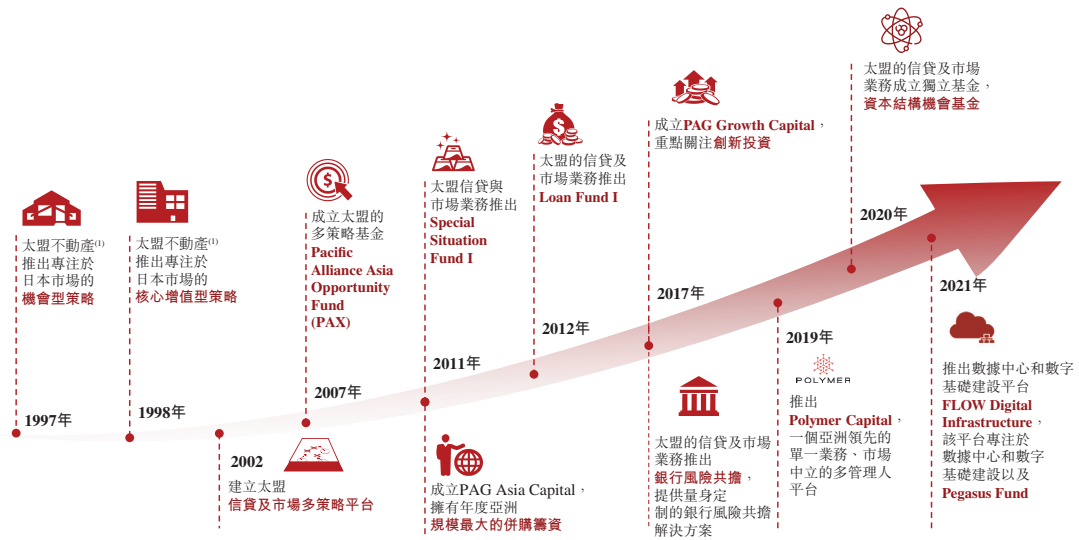 太盟不動產(1)
推出專注於
日本市場的
機會型策略
1997年
太盟不動產(1)
推出專注於
日本市場的
核心增值型策略
1998年
2002
建立太盟
信貸及市場多策略平台
成立太盟的
多策略基金
Pacific
Alliance Asia
Opportunity
Fund
(PAX)
2007年
太盟信貸與
市場業務推出
Special
Situation
Fund I
2011年
成立PAG Asia Capital，
擁有年度亞洲
規模最大的併購籌資
太盟的信貸及
市場業務推出
Loan Fund I
2012年
成立PAG Growth Capital，
重點關注創新投資
2017年
太盟的信貸及市場
業務推出
銀行風險共擔，
提供量身定
制的銀行風險共擔
解決方案
2019年
POLYMER
推出
Polymer Capital，
一個亞洲領先的
單一業務、市場
中立的多管理人
平台
太盟的信貸及市場
業務成立獨立基金，
資本結構機會基金
2020年
2021年
推出數據中心和數字
基礎建設平台
FLOW Digital
Infrastructure，
該平台專注於
數據中心和數字
基礎建設以及
Pegasus Fund